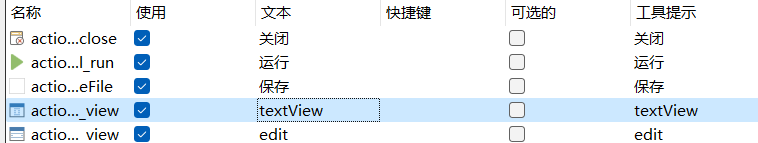 名称 使用 文本 快捷键 可选的 工具提示
actio...close 关闭 关闭
actio...l_run 运行 运行
actio...eFile 保存 保存
actio..._view textView textView
actio... view edit edit